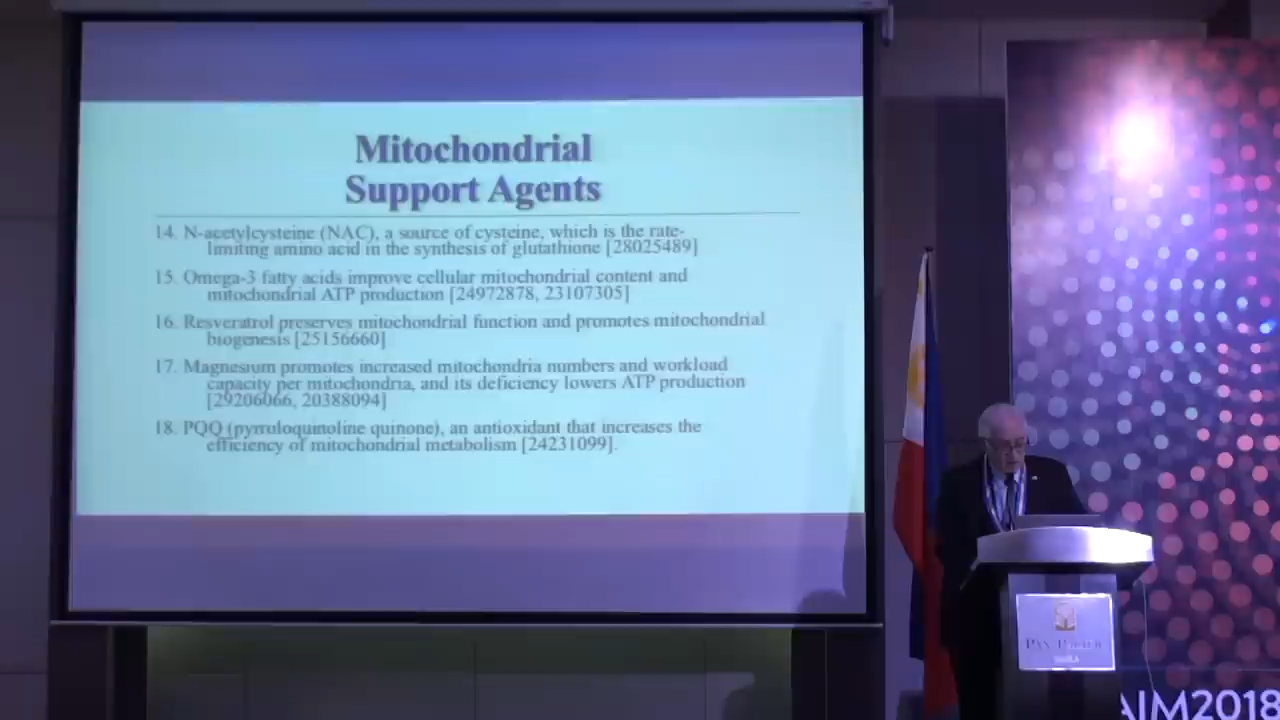 Mitochondrial
Support Agents
14. N-acetylcysteine (NAC), a source of cysteine, which is the rate-
limiting amino acid in the synthesis of glutathione [28025489]
15. Omega-3 fatty acids improve cellular mitochondrial content and
mitochondrial ATP production [24972878, 23107305]
16. Resveratrol preserves mitochondrial function and promotes mitochondrial
biogenesis [25156660]
17. Magnesium promotes increased mitochondria numbers and workload
capacity per mitochondria, and its deficiency lowers ATP production
[29206066, 20388094]
18. PQQ (pyrroloquinoline quinone), an antioxidant that increases the
efficiency of mitochondrial metabolism [24231099].
PAN PACIFIC
MANILA
AIM2018